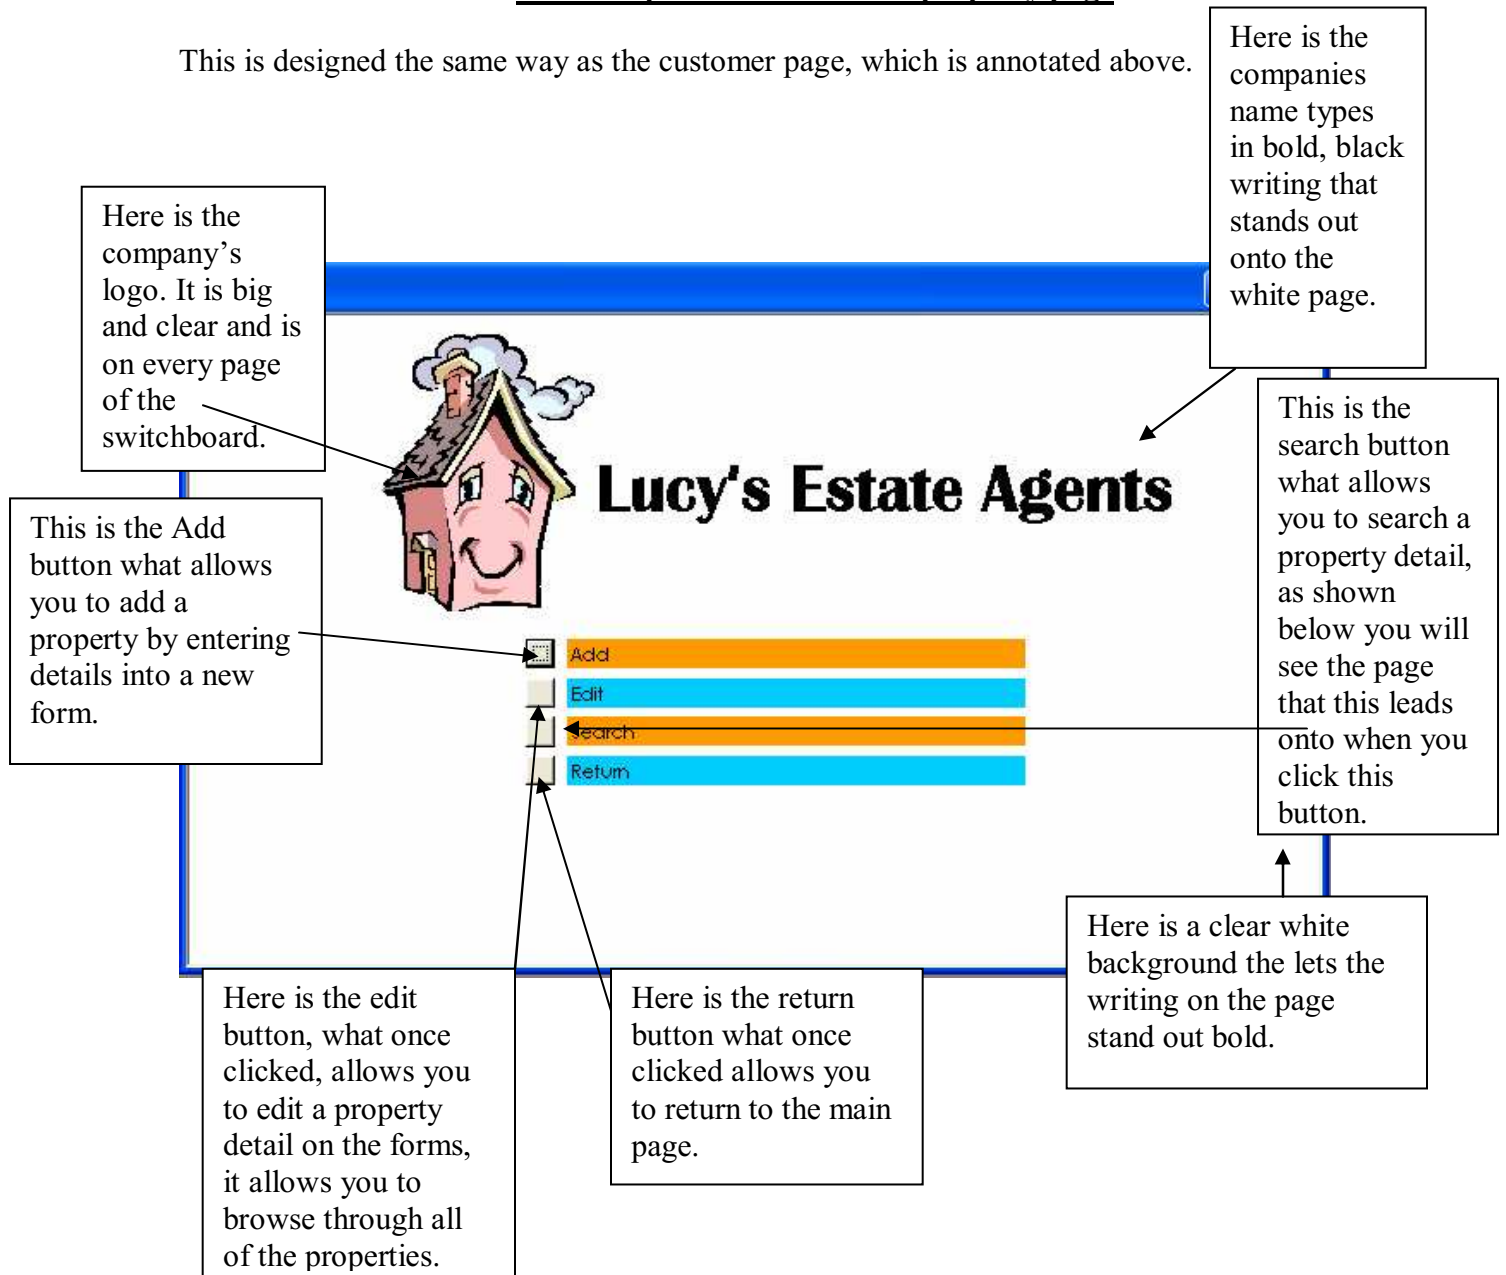 This is designed the same way as the customer page, which is annotated above.
Here is the
companies
name types
in bold, black
writing that
stands out
onto the
white page.
Here is the
company’s
logo. It is big
and clear and is
on every page
of the
switchboard.
This is the
search button
what allows
you to search a
property detail,
as shown
below you will
see the page
that this leads
onto when you
click this
button.
Lucy's Estate Agents
This is the Add
button what allows
you to add a
property by entering
details into a new
form.
Add
Edit
Search
Return
Here is a clear white
background the lets the
writing on the page
stand out bold.
Here is the edit
button, what once
clicked, allows you
to edit a property
detail on the forms,
it allows you to
browse through all
of the properties.
Here is the return
button what once
clicked allows you
to return to the main
page.